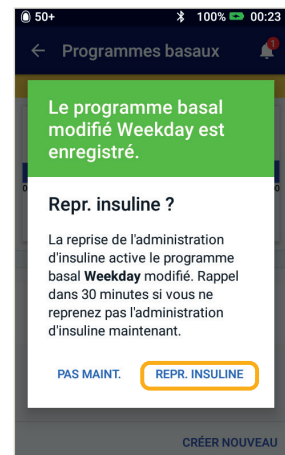 50+ 100% 00:23
Programmes basaux 1
Le programme basal
modifié Weekday est
enregistré.
Repr. insuline ?
La reprise de l'administration
d'insuline active le programme
basal Weekday modifié. Rappel
dans 30 minutes si vous ne
reprenez pas l'administration
d'insuline maintenant.
PAS MAINT. REPR. INSULINE
CRÉER NOUVEAU